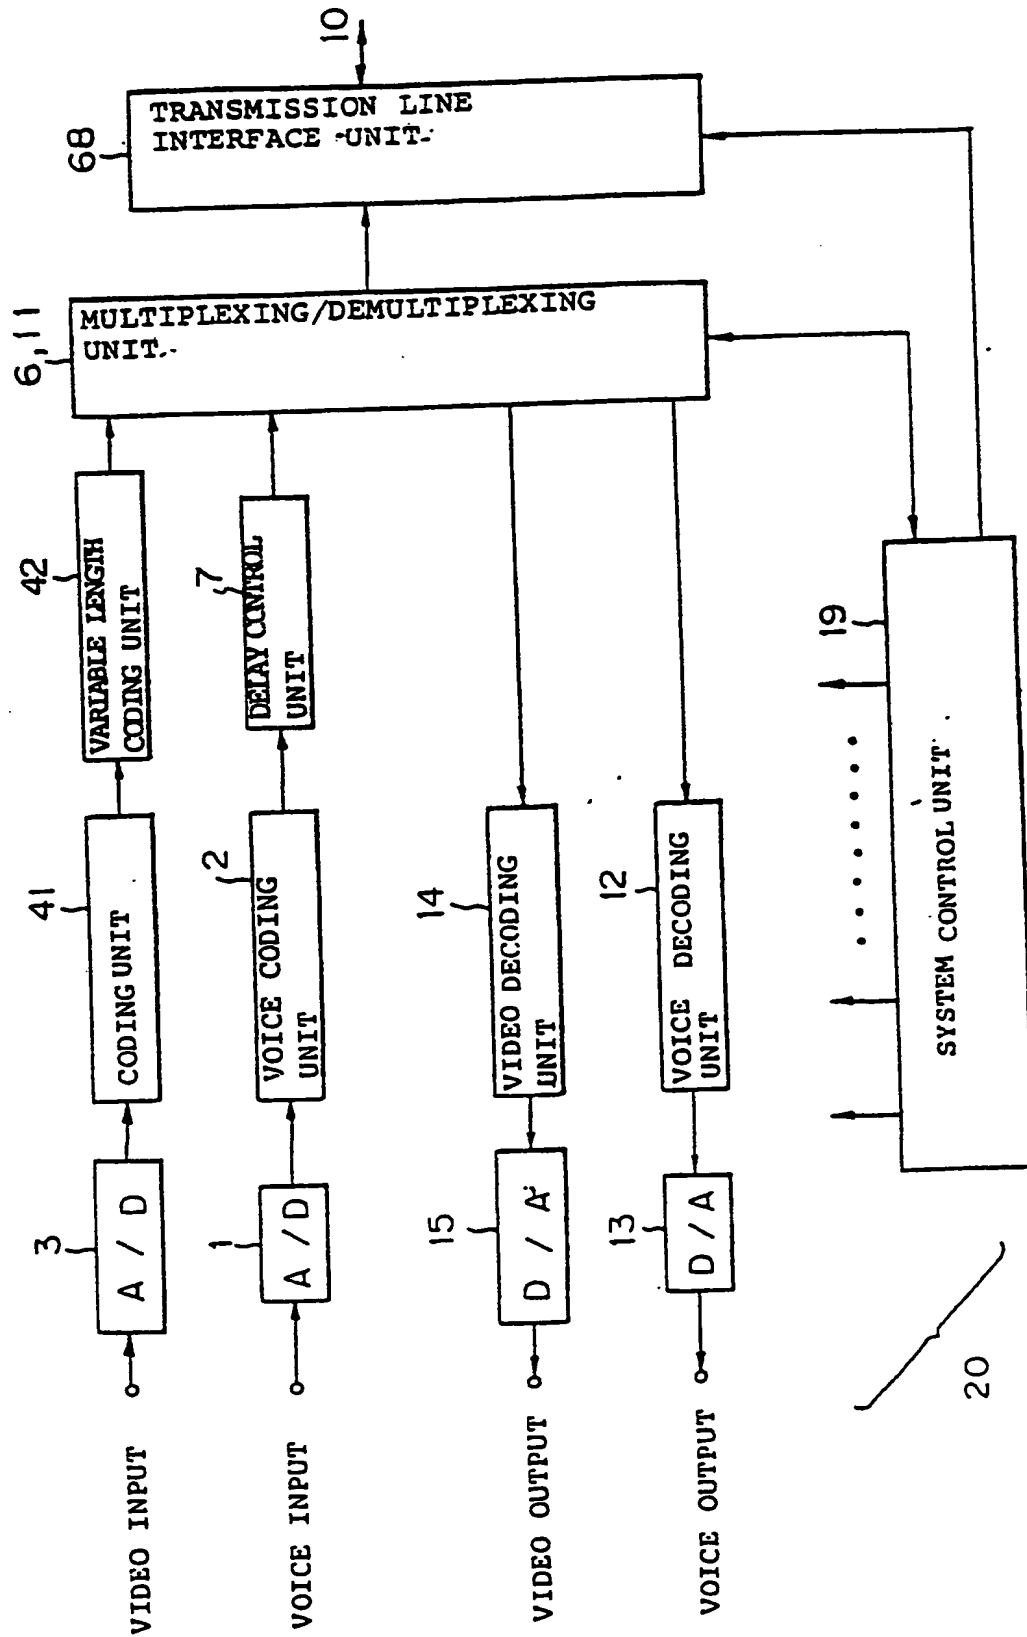 VIDEO INPUT
3
A / D
41
CODING UNIT
42
VARIABLE LENGTH
CODING UNIT
6,11
MULTIPLEXING/DEMULTIPLEXING
UNIT.
68
TRANSMISSION LINE
INTERFACE UNIT.
10
VOICE INPUT
1
A / D
2
VOICE CODING
UNIT
7
DELAY CONTROL
UNIT
VIDEO OUTPUT
15
D / A
14
VIDEO DECODING
UNIT
VOICE OUTPUT
13
D / A
12
VOICE DECODING
UNIT
19
SYSTEM CONTROL UNIT
20